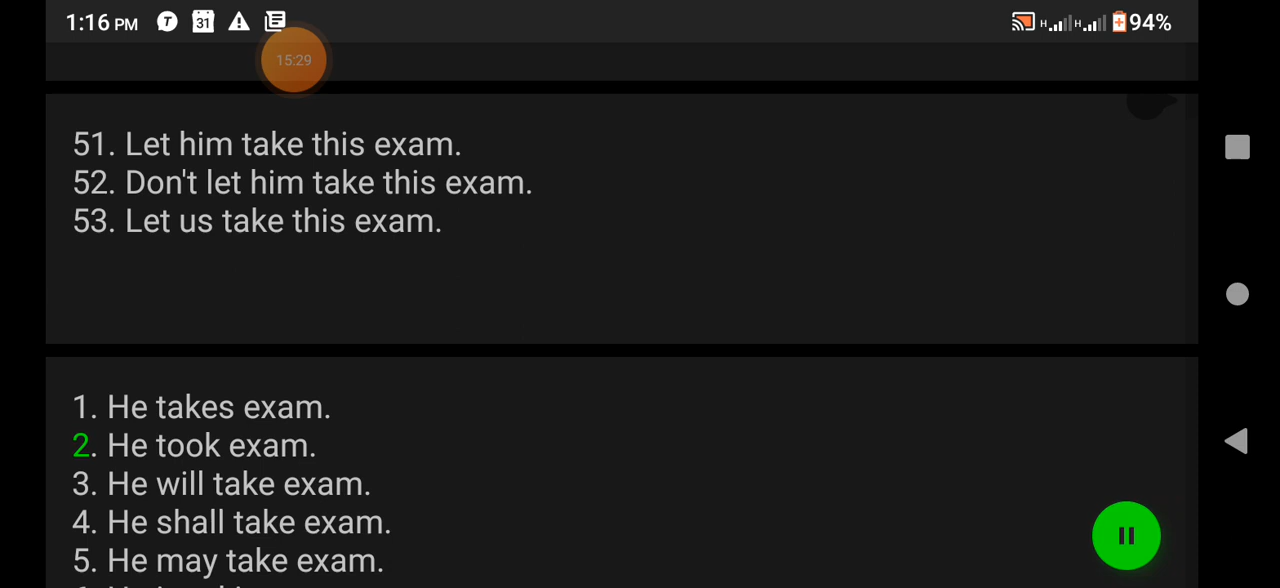 1:16 PM T 31 H H 94%
15:29
51. Let him take this exam.
52. Don't let him take this exam.
53. Let us take this exam.
1. He takes exam.
2. He took exam.
3. He will take exam.
4. He shall take exam.
5. He may take exam.